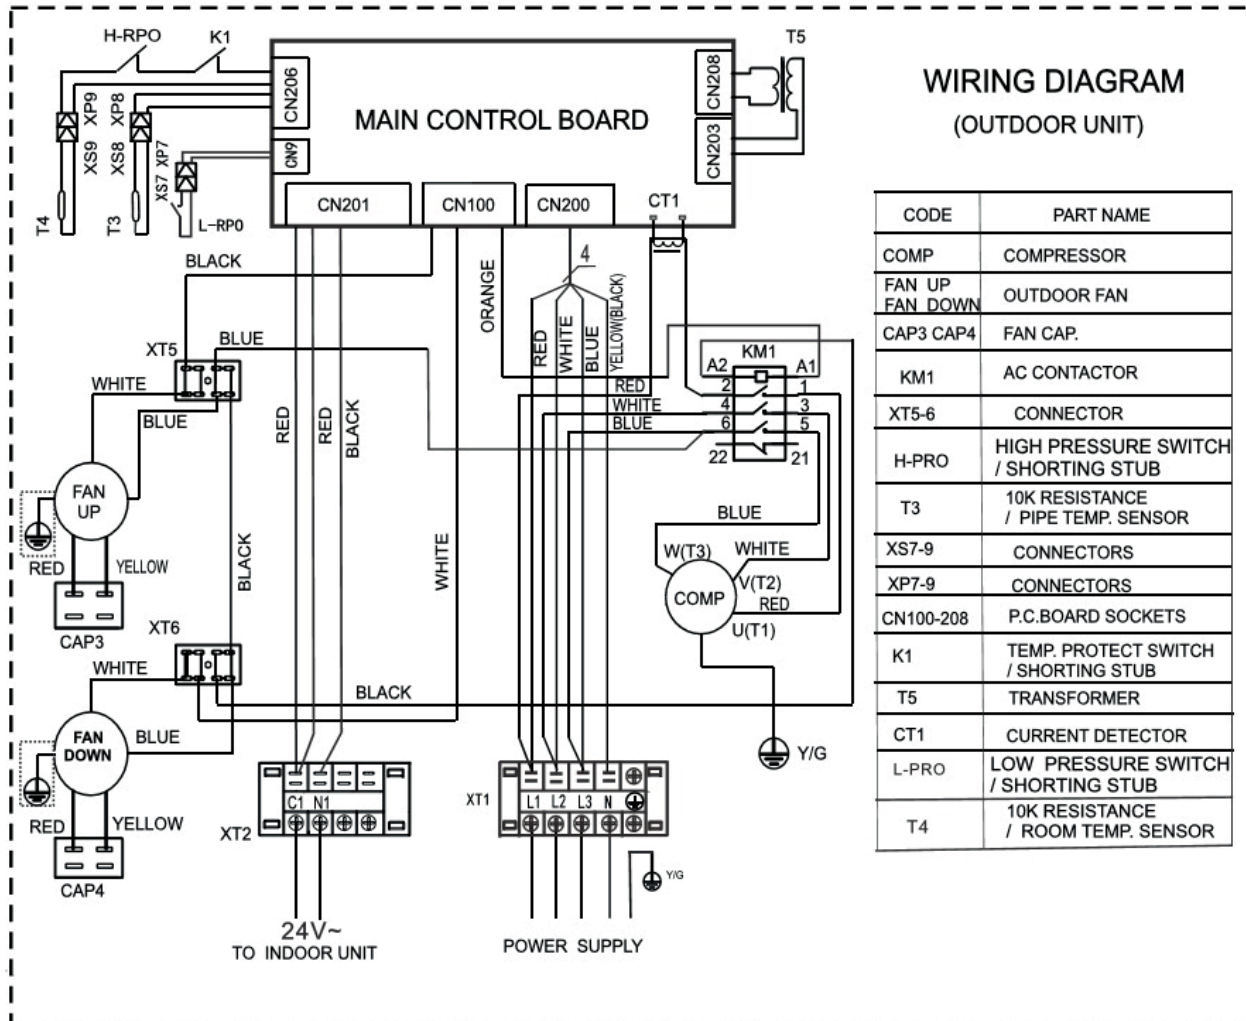 H-RPO
K1
T5
CN206
CN208
WIRING DIAGRAM
(OUTDOOR UNIT)
MAIN CONTROL BOARD
XP9
XP8
XS9
XS8
XP7
XS7
CN9
CN203
T4
T3
L-RPO
CN201
CN100
CN200
CT1
BLACK
4
ORANGE
RED
WHITE
BLUE
YELLOW(BLACK)
XT5
BLUE
KM1
A2
A1
WHITE
RED
2
1
WHITE
4
3
BLUE
6
5
22
21
BLUE
RED
RED
BLACK
FAN
UP
RED
YELLOW
CAP3
BLACK
WHITE
BLUE
W(T3)
WHITE
COMP
V(T2)
RED
U(T1)
XT6
WHITE
BLACK
FAN
DOWN
BLUE
Y/G
RED
YELLOW
CAP4
XT2
C1 N1
XT1
L1 L2 L3 N
Y/G
24V~
TO INDOOR UNIT
POWER SUPPLY
CODE PART NAME
COMP COMPRESSOR
FAN UP
FAN DOWN OUTDOOR FAN
CAP3 CAP4 FAN CAP.
KM1 AC CONTACTOR
XT5-6 CONNECTOR
H-PRO HIGH PRESSURE SWITCH
/ SHORTING STUB
T3 10K RESISTANCE
/ PIPE TEMP. SENSOR
XS7-9 CONNECTORS
XP7-9 CONNECTORS
CN100-208 P.C.BOARD SOCKETS
K1 TEMP. PROTECT SWITCH
/ SHORTING STUB
T5 TRANSFORMER
CT1 CURRENT DETECTOR
L-PRO LOW PRESSURE SWITCH
/ SHORTING STUB
T4 10K RESISTANCE
/ ROOM TEMP. SENSOR